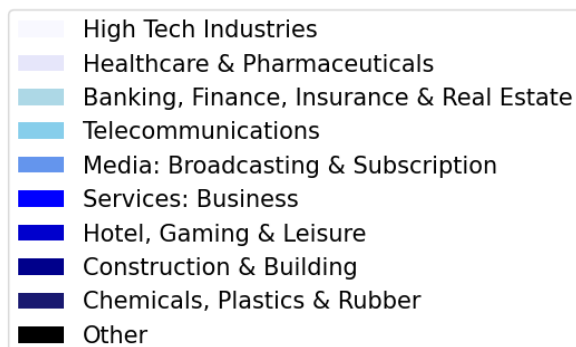 High Tech Industries
Healthcare & Pharmaceuticals
Banking, Finance, Insurance & Real Estate
Telecommunications
Media: Broadcasting & Subscription
Services: Business
Hotel, Gaming & Leisure
Construction & Building
Chemicals, Plastics & Rubber
Other